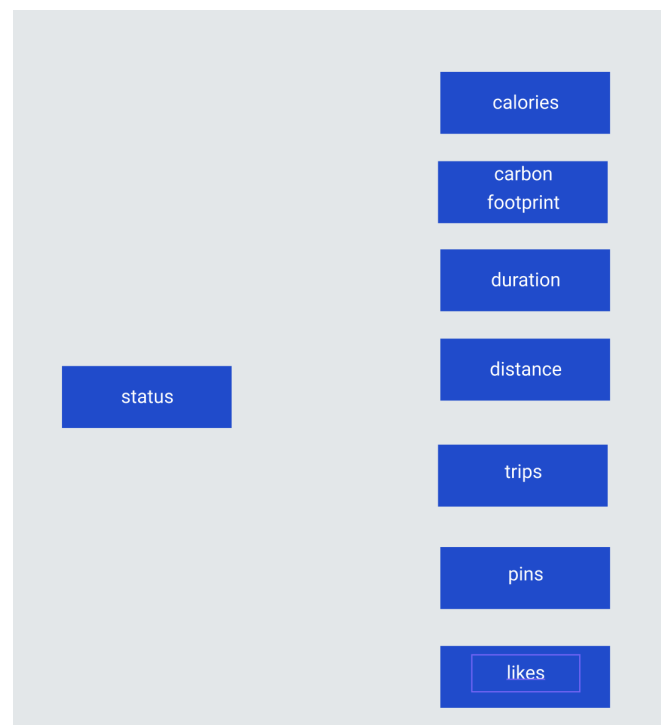 calories
carbon
footprint
duration
distance
status
trips
pins
likes